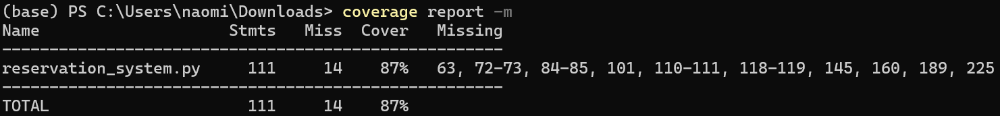 (base) PS C:\Users\naomi\Downloads> coverage report -m
Name                    Stmts   Miss  Cover   Missing
-----------------------------------------------------
reservation_system.py     111     14    87%   63, 72-73, 84-85, 101, 110-111, 118-119, 145, 160, 189, 225
-----------------------------------------------------
TOTAL                     111     14    87%